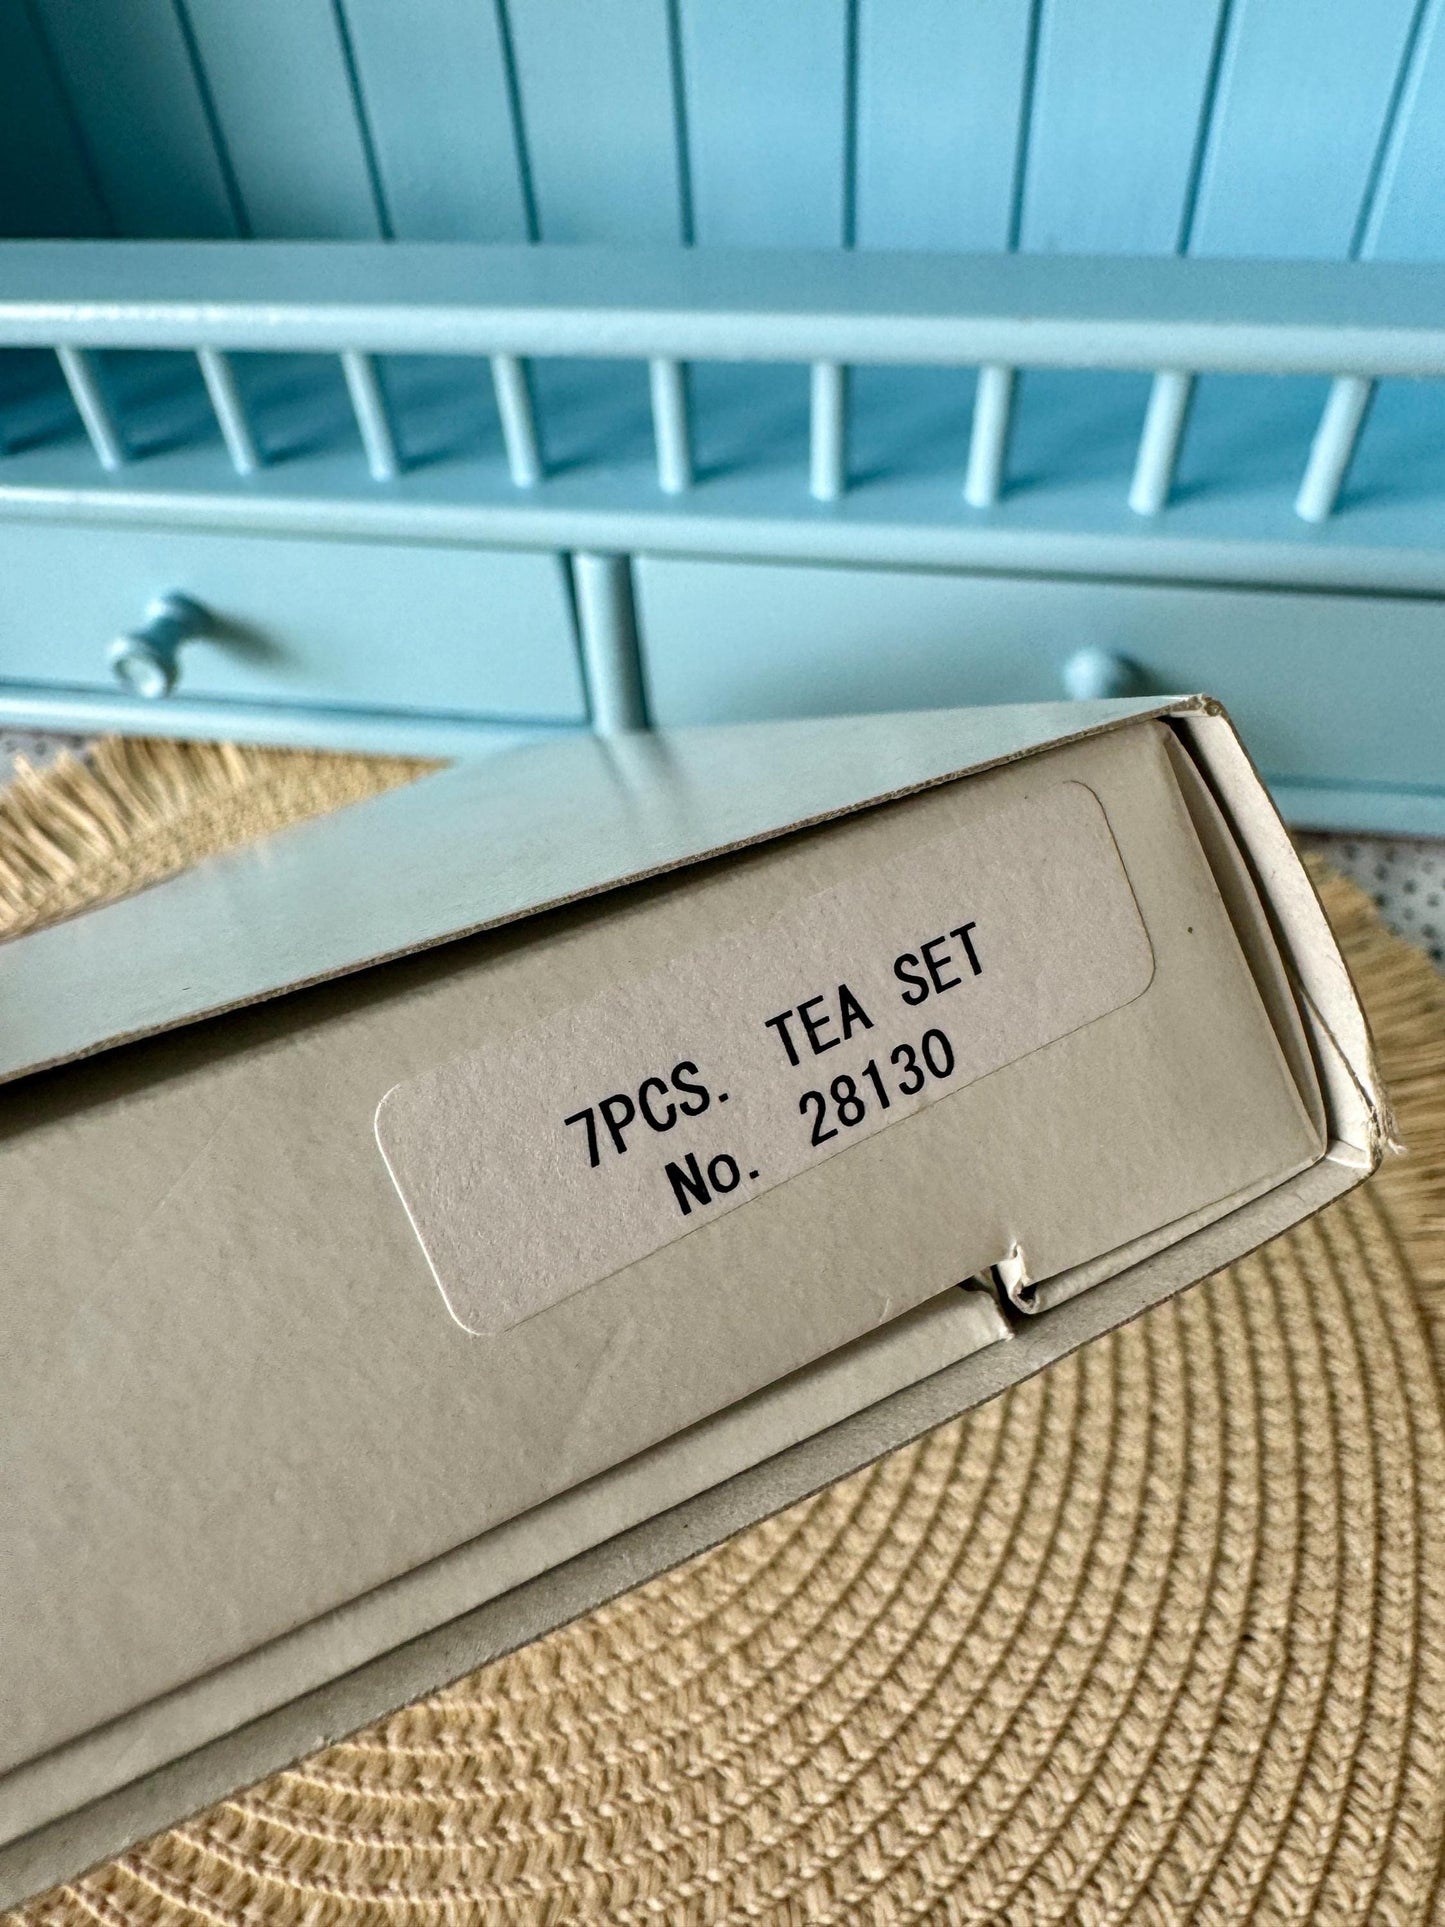 7PCS. TEA SET
No. 28130